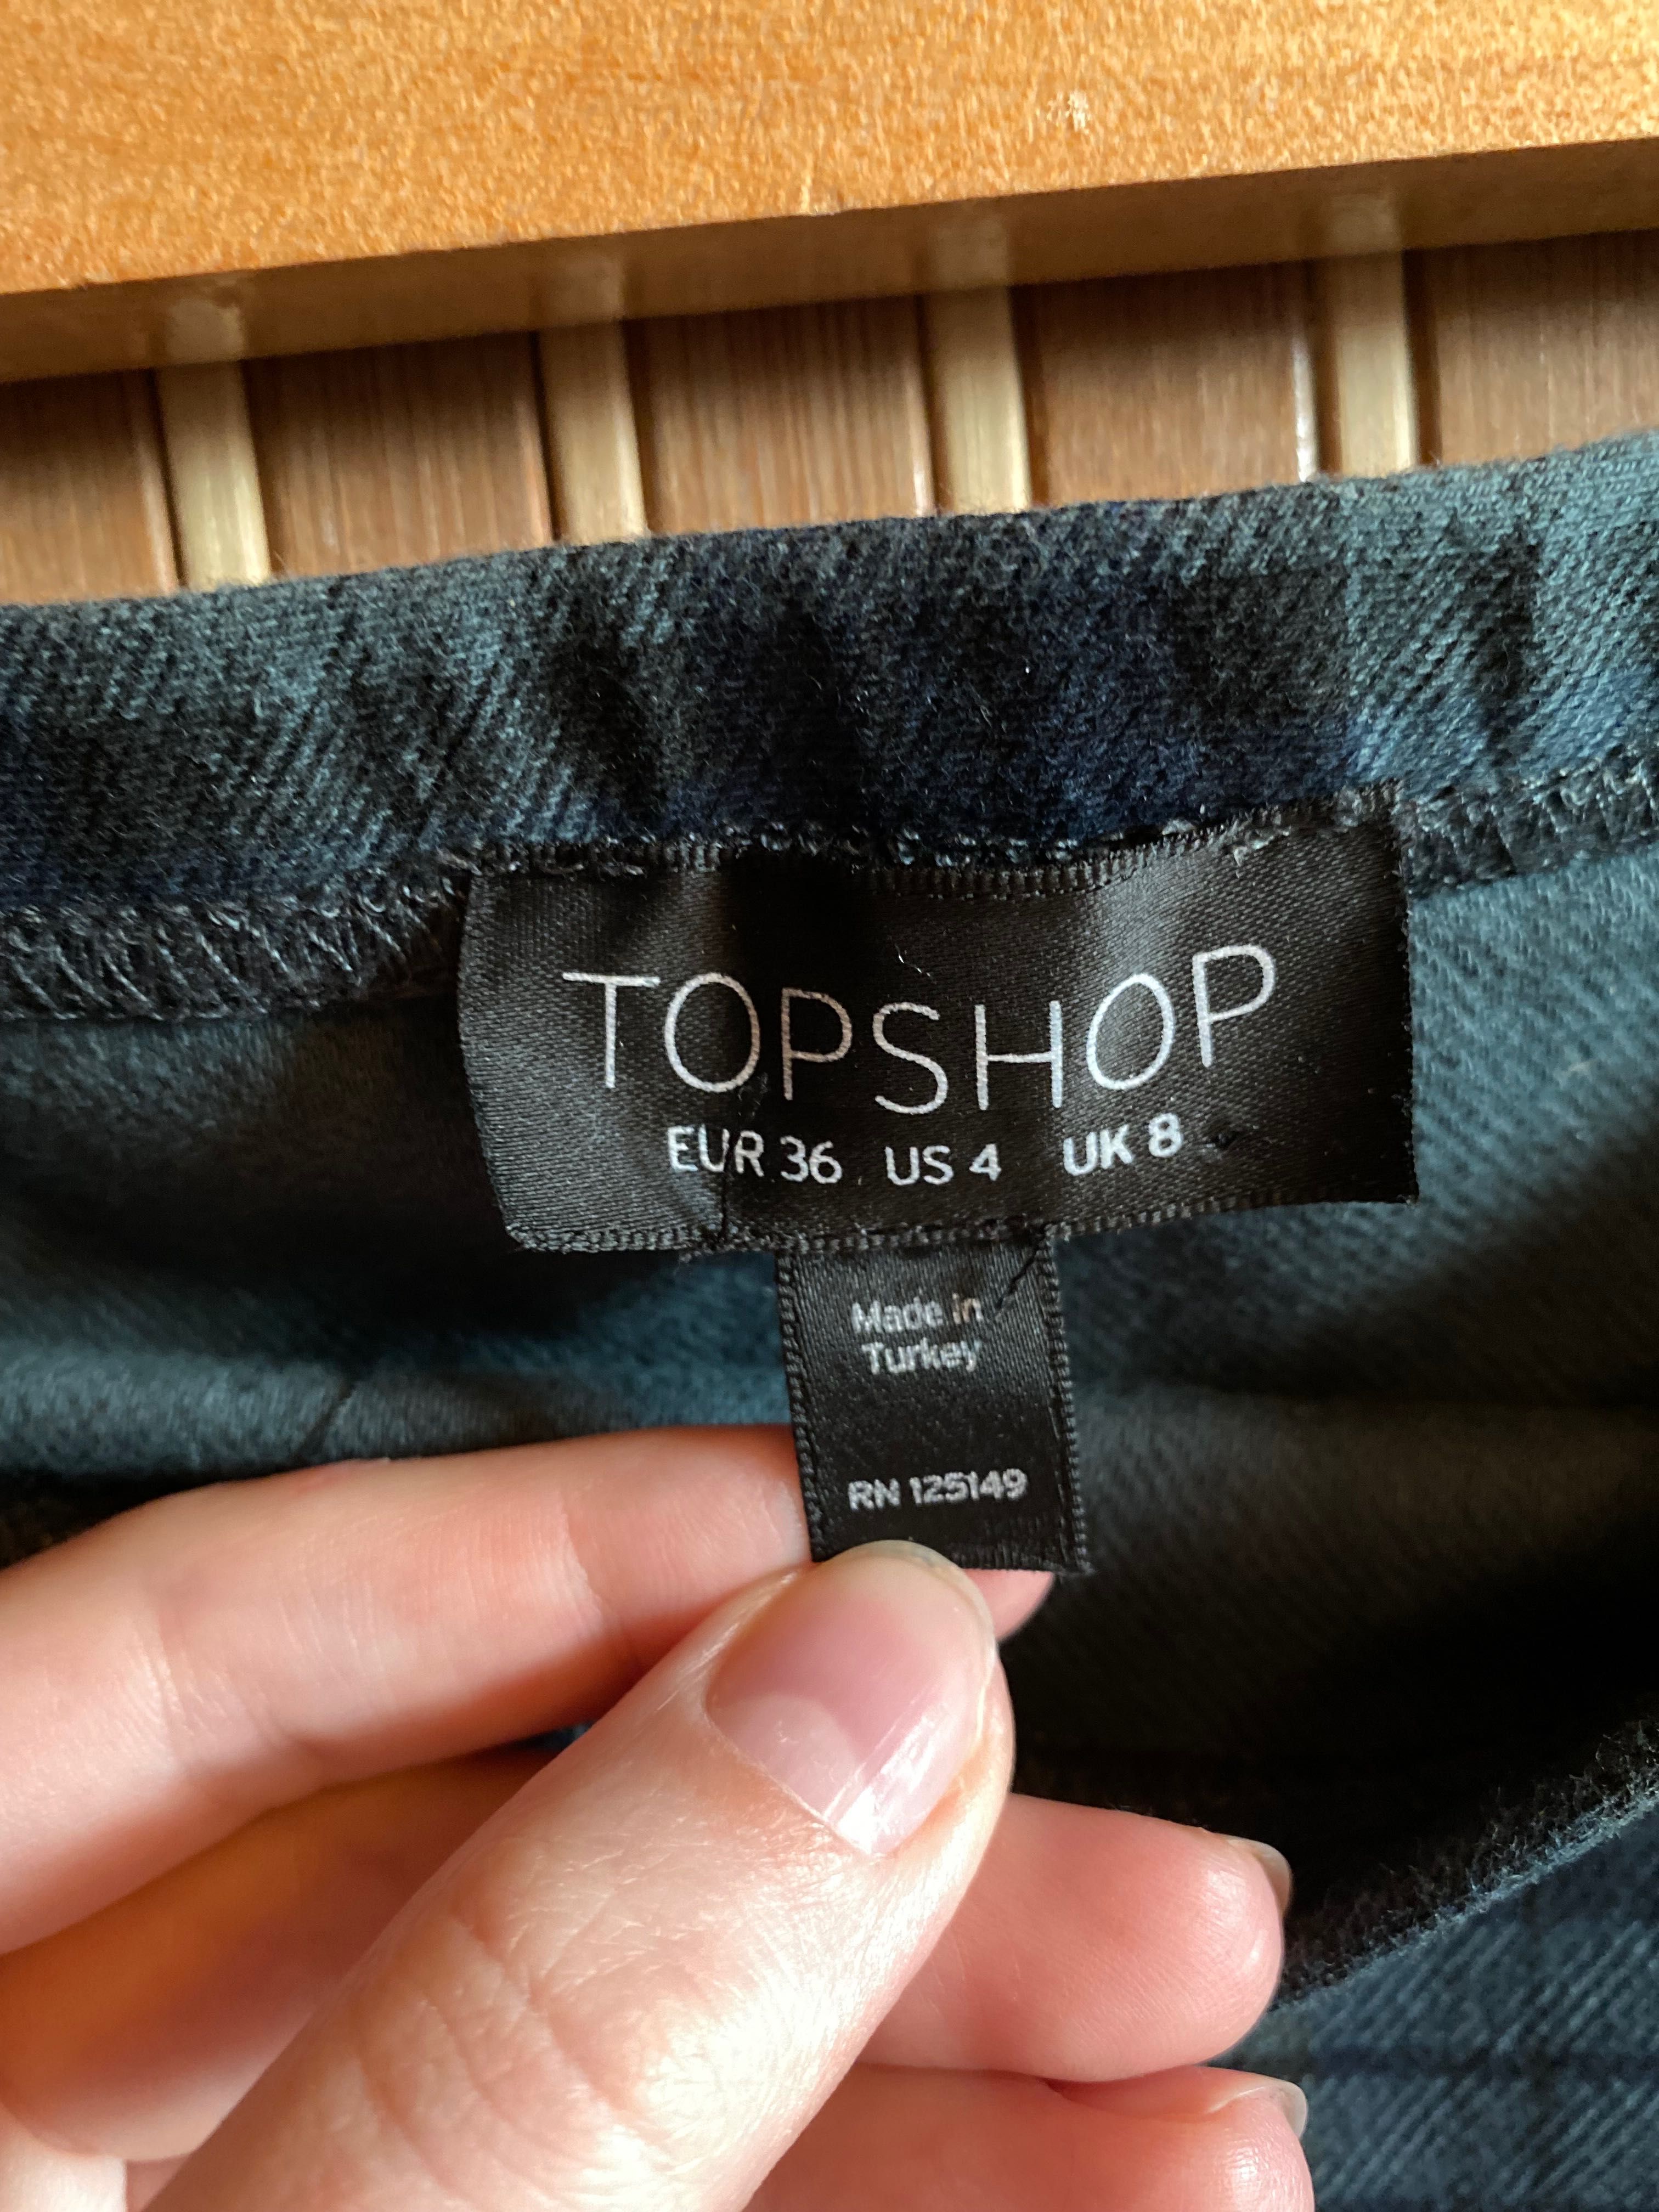 TOPSHOP
EUR 36 US 4 UK 8
Made in
Turkey
RN 125149